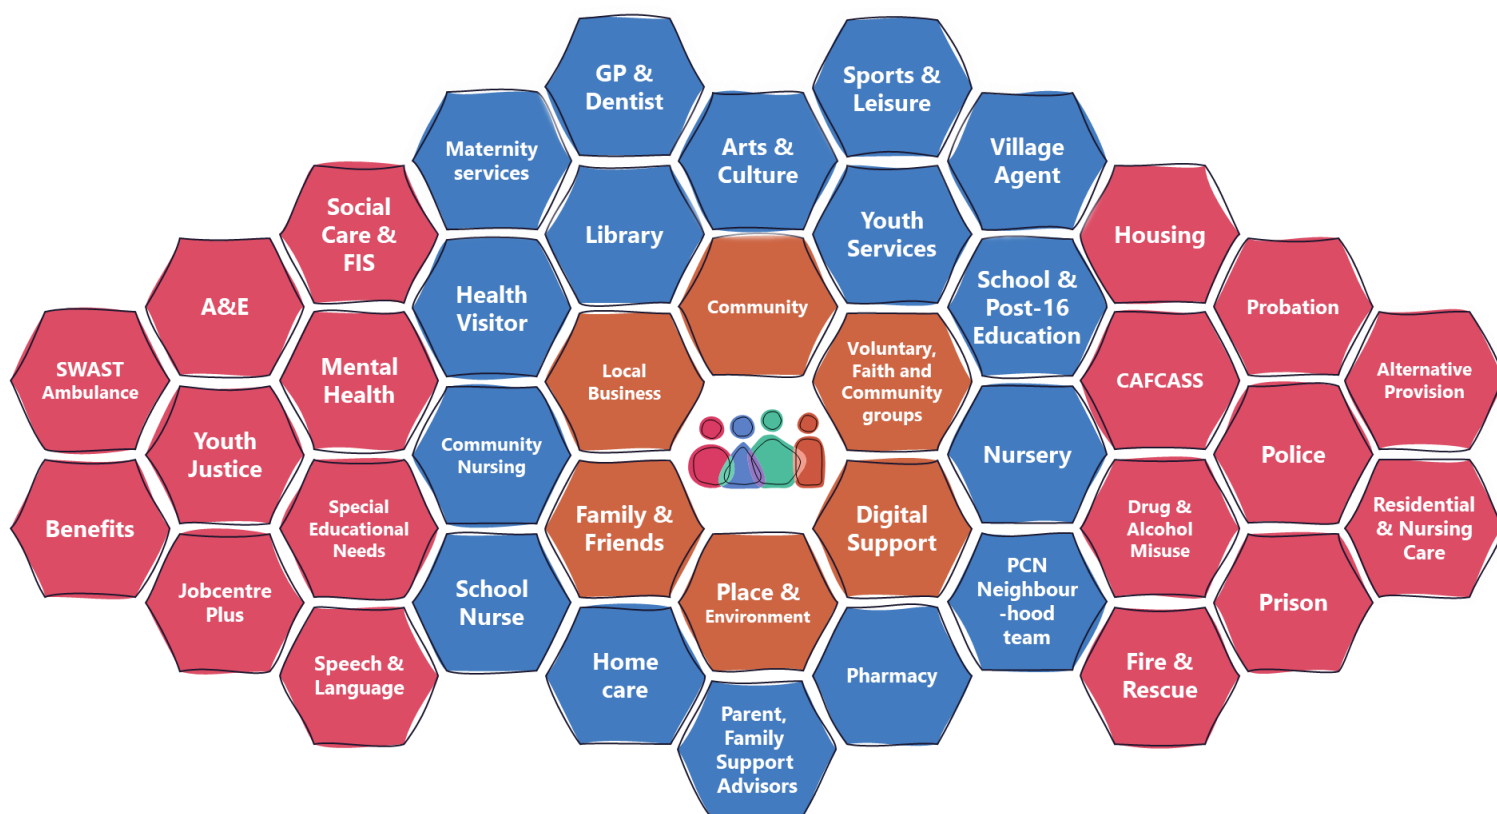 GP &
Dentist
Sports &
Leisure
Maternity
services
Arts &
Culture
Village
Agent
Social
Care &
FIS
Library
Youth
Services
Housing
A&E
Health
Visitor
Community
School &
Post-16
Education
Probation
SWAST
Ambulance
Mental
Health
Local
Business
Voluntary,
Faith and
Community
groups
CAFCASS
Alternative
Provision
Youth
Justice
Community
Nursing
Nursery
Police
Benefits
Special
Educational
Needs
Family &
Friends
Digital
Support
Drug &
Alcohol
Misuse
Residential
& Nursing
Care
Jobcentre
Plus
School
Nurse
Place &
Environment
PCN
Neighbour
-hood
team
Prison
Speech &
Language
Home
care
Pharmacy
Fire &
Rescue
Parent,
Family
Support
Advisors